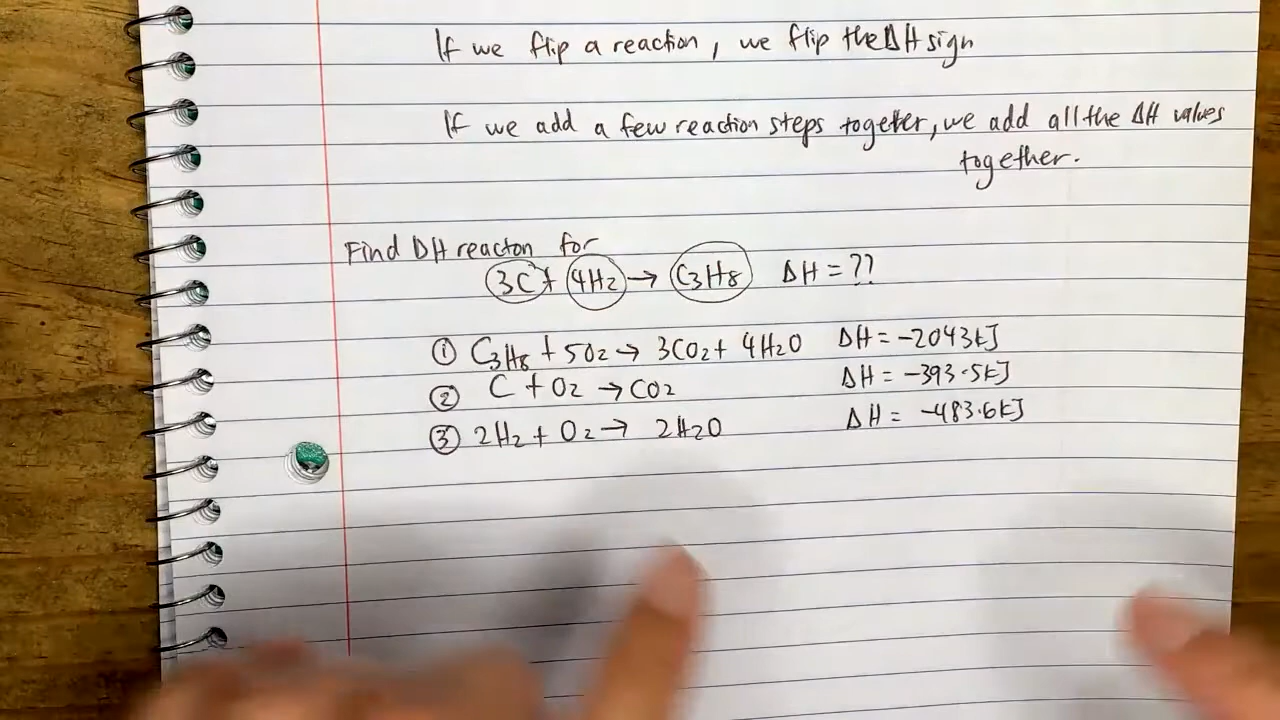 If we flip a reaction, we flip the ΔH sign
If we add a few reaction steps together, we add all the ΔH values
together.
Find DH reacton for
3C + 4H2 → C3H8 ΔH = ??
① C3H8 + 5O2 → 3CO2 + 4H2O ΔH = -2043kJ
② C + O2 → CO2 ΔH = -393.5kJ
③ 2H2 + O2 → 2H2O ΔH = -483.6kJ